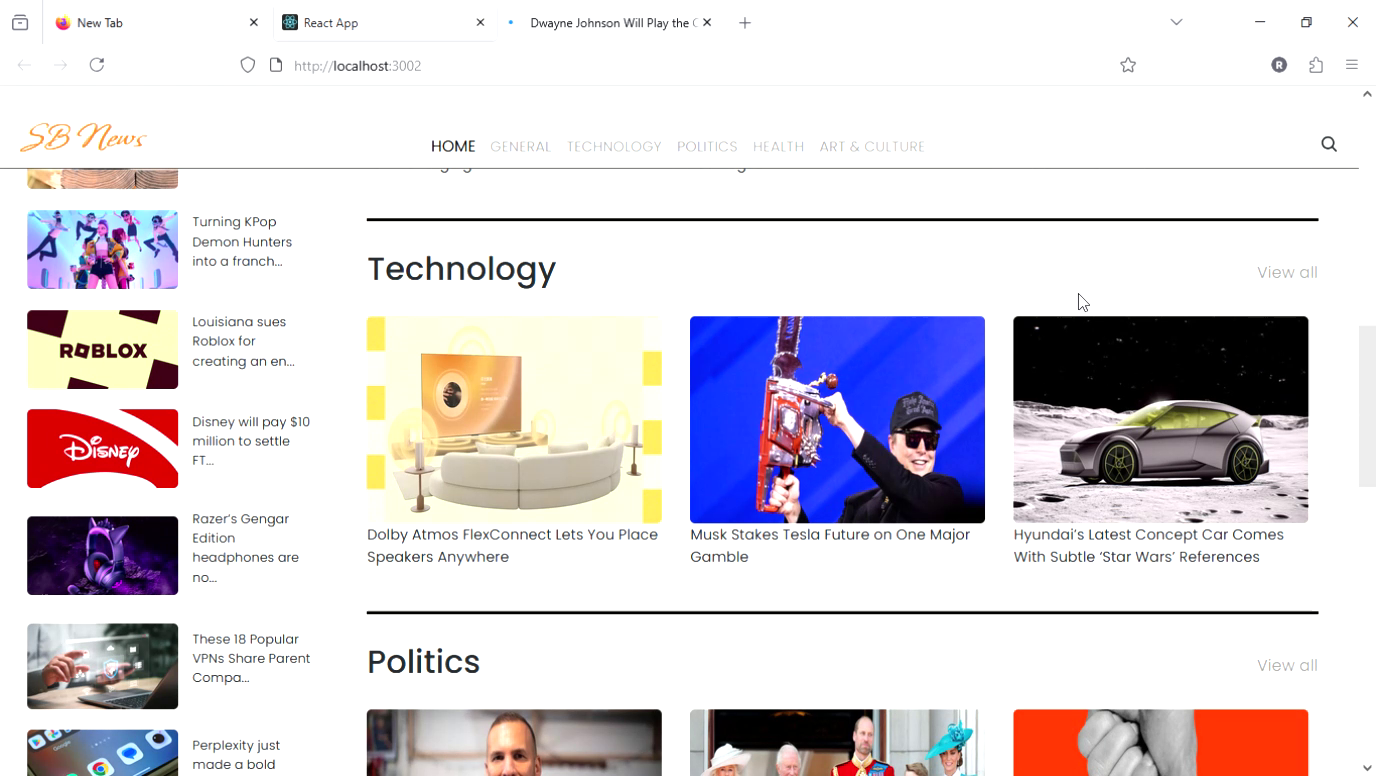 New Tab
React App
Dwayne Johnson Will Play the
http://localhost:3002
R
SB News
HOME
GENERAL
TECHNOLOGY
POLITICS
HEALTH
ART & CULTURE
Turning KPop
Demon Hunters
into a franch...
ROBLOX
Louisiana sues
Roblox for
creating an en...
Disney
Disney will pay $10
million to settle
FT...
Razer’s Gengar
Edition
headphones are
no...
These 18 Popular
VPNs Share Parent
Compa...
Google
Perplexity just
made a bold
Technology
View all
Dolby Atmos FlexConnect Lets You Place
Speakers Anywhere
Musk Stakes Tesla Future on One Major
Gamble
Hyundai’s Latest Concept Car Comes
With Subtle ‘Star Wars’ References
Politics
View all